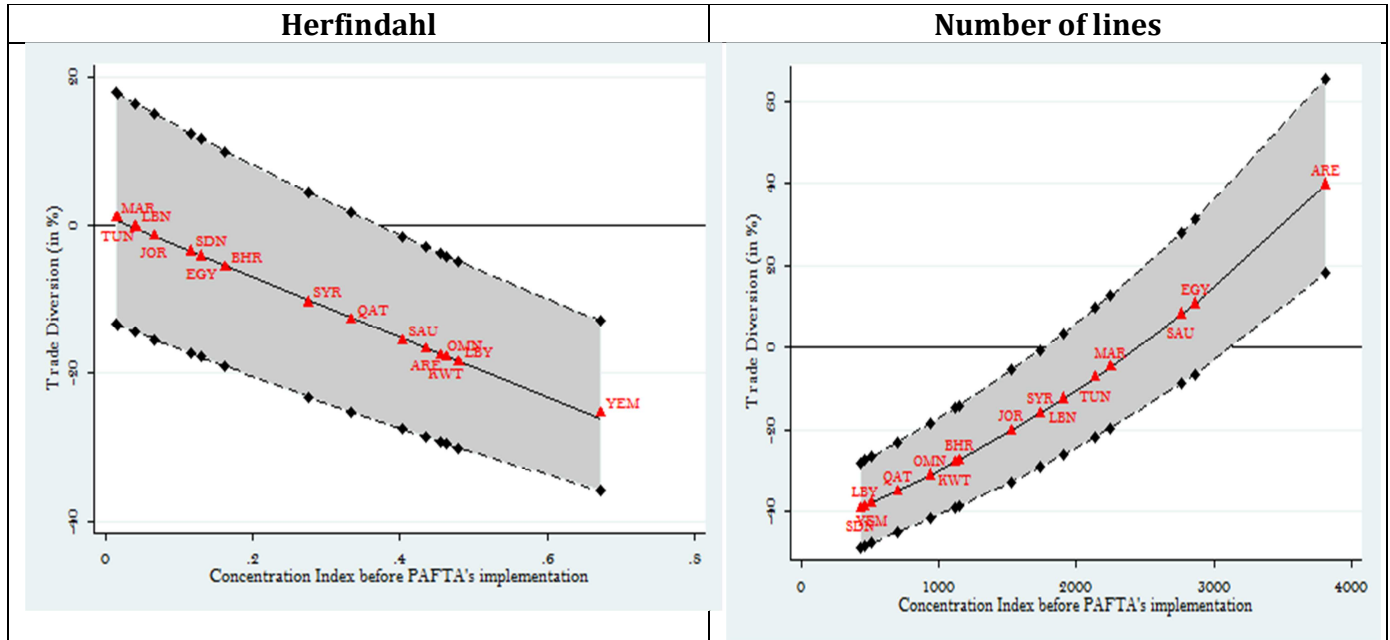 Herfindahl
Number of lines
Trade Diversion (in %)
20
0
-20
-40
MAR
LBN
TUN
JOR
SDN
EGY
BHR
SYR
QAT
SAU
OMN
ARE
LBY
KWT
YEM
0
.2
.4
.6
.8
Concentration Index before PAFTA's implementation
Trade Diversion (in %)
60
40
20
0
-20
-40
ARE
EGY
SAU
MAR
TUN
SYR
LBN
JOR
BHR
OMN
KWT
QAT
LBY
YEM
SDN
0
1000
2000
3000
4000
Concentration Index before PAFTA's implementation